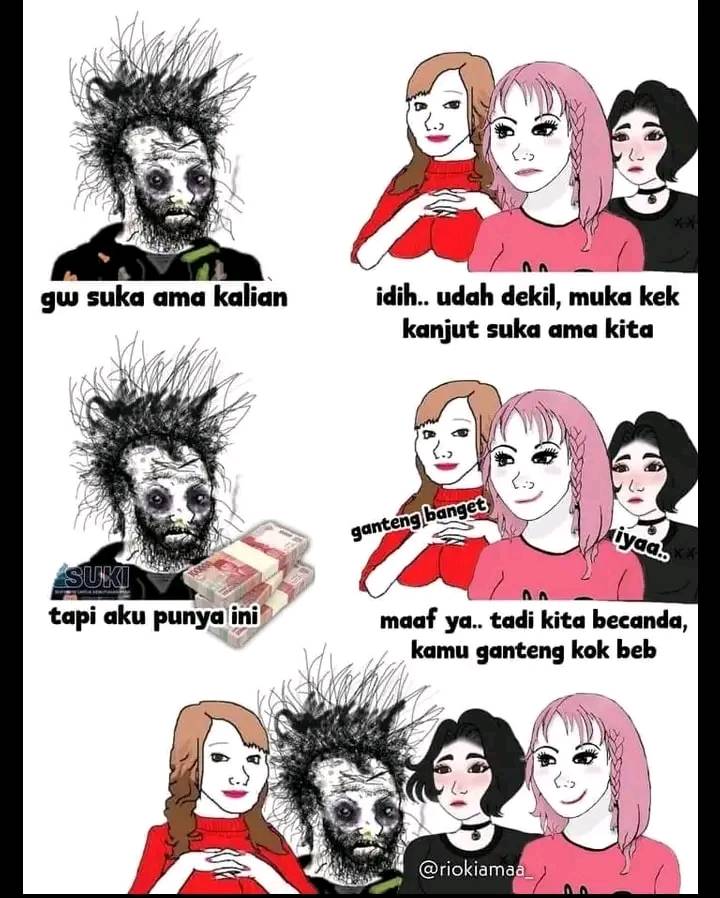 gw suka ama kalian
idih.. udah dekil, muka kek
kanjut suka ama kita
ganteng banget
iyaa..
SUKI
tapi aku punya ini
maaf ya.. tadi kita becanda,
kamu ganteng kok beb
@riokiamaa_